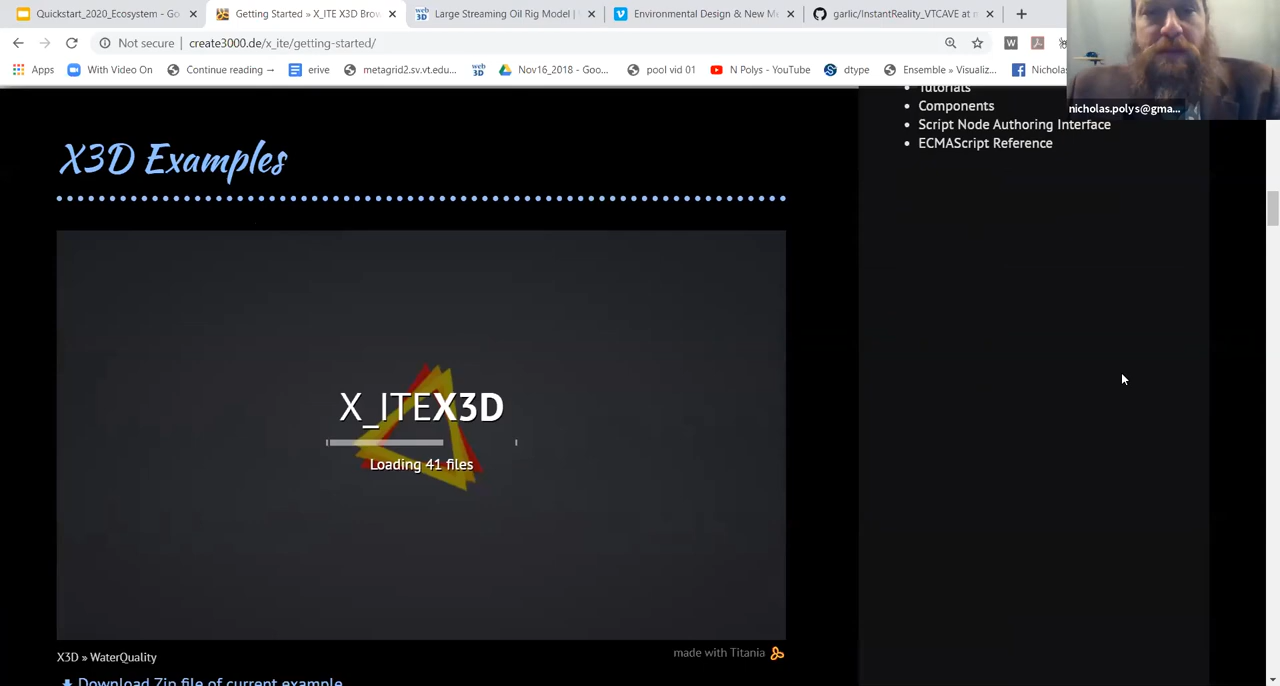 Quickstart_2020_Ecosystem - Go
Getting Started » X_ITE X3D Brow
Large Streaming Oil Rig Model |
Environmental Design & New Me
garlic/InstantReality_VTCAVE at m
Not secure | create3000.de/x_ite/getting-started/
Apps
With Video On
Continue reading →
erive
metagrid2.sv.vt.edu...
Nov16_2018 - Goo...
pool vid 01
N Polys - YouTube
dtype
Ensemble » Visualiz...
Nicholas
nicholas.polys@gma...
Tutorials
Components
Script Node Authoring Interface
ECMAScript Reference
X3D Examples
X_ITEX3D
Loading 41 files
X3D » WaterQuality
made with Titania
Download Zip file of current example